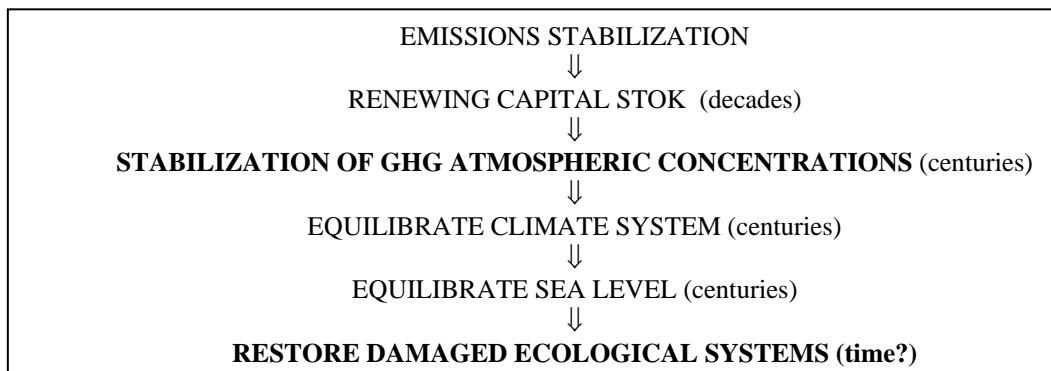 EMISSIONS STABILIZATION
⇓
RENEWING CAPITAL STOK (decades)
⇓
STABILIZATION OF GHG ATMOSPHERIC CONCENTRATIONS (centuries)
⇓
EQUILIBRATE CLIMATE SYSTEM (centuries)
⇓
EQUILIBRATE SEA LEVEL (centuries)
⇓
RESTORE DAMAGED ECOLOGICAL SYSTEMS (time?)